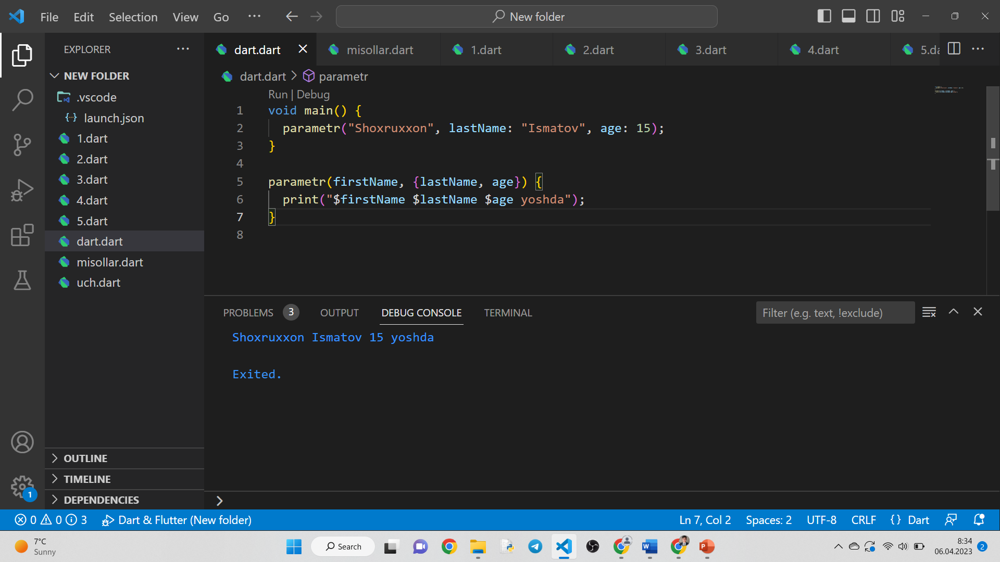 File Edit Selection View Go ··· New folder
EXPLORER ···
NEW FOLDER
.vscode
launch.json
1.dart
2.dart
3.dart
4.dart
5.dart
dart.dart
misollar.dart
uch.dart
OUTLINE
TIMELINE
DEPENDENCIES
1
dart.dart misollar.dart 1.dart 2.dart 3.dart 4.dart 5.da ···
dart.dart > parametr
Run | Debug
1 void main() {
2 parametr("Shoxruxxon", lastName: "Ismatov", age: 15);
3 }
4
5 parametr(firstName, {lastName, age}) {
6 print("$firstName $lastName $age yoshda");
7 }
8
PROBLEMS 3 OUTPUT DEBUG CONSOLE TERMINAL Filter (e.g. text, !exclude)
Shoxruxxon Ismatov 15 yoshda
Exited.
>
0 0 3 Dart & Flutter (New folder) Ln 7, Col 2 Spaces: 2 UTF-8 CRLF {} Dart
7°C
Sunny
Search
8:34
06.04.2023
2